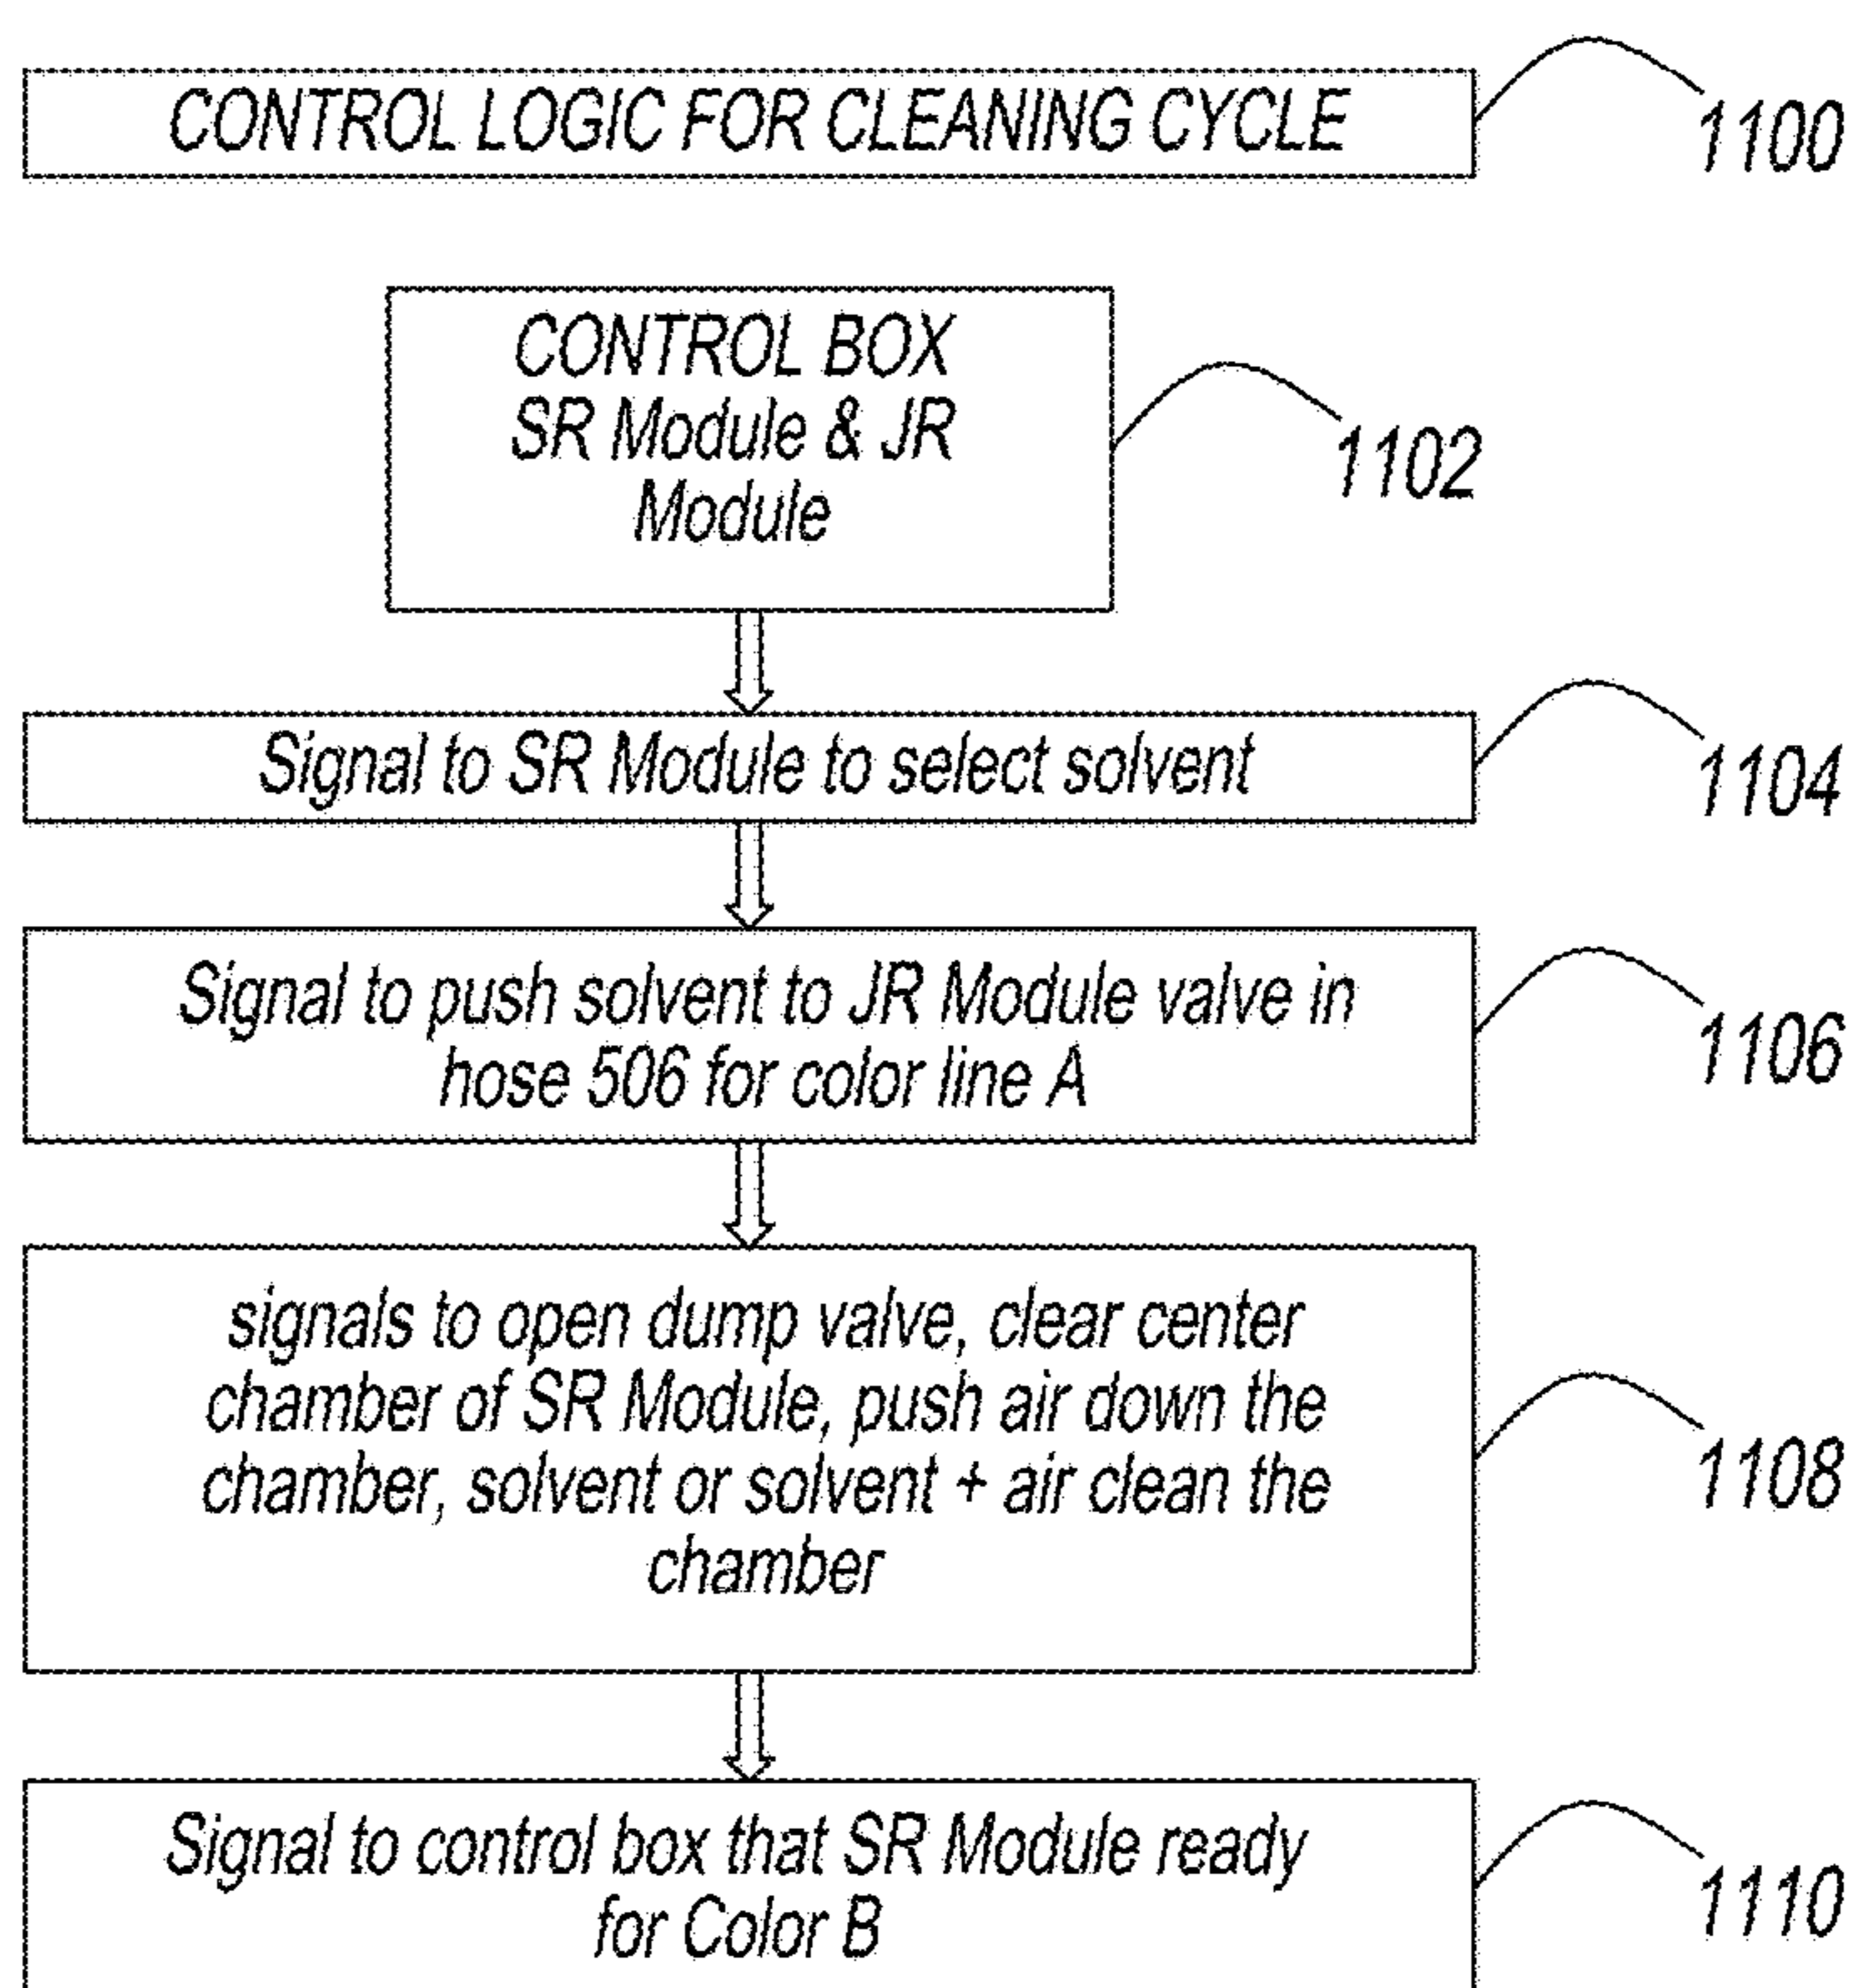 CONTROL LOGIC FOR CLEANING CYCLE
1100
CONTROL BOX
SR Module & JR
Module
1102
Signal to SR Module to select solvent
1104
Signal to push solvent to JR Module valve in
hose 506 for color line A
1106
signals to open dump valve, clear center
chamber of SR Module, push air down the
chamber, solvent or solvent + air clean the
chamber
1108
Signal to control box that SR Module ready
for Color B
1110